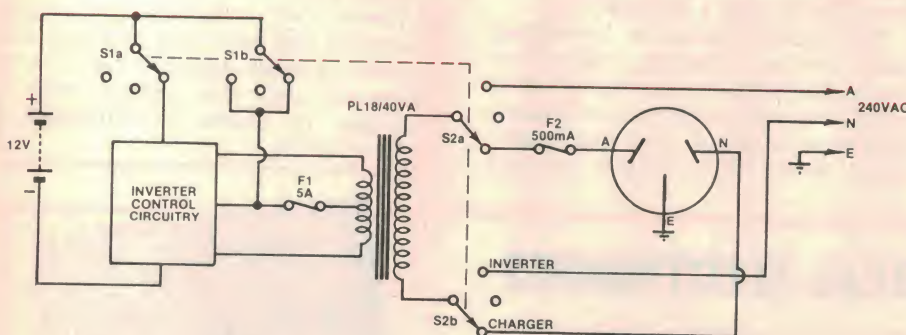 S1a
S1b
+
12V
-
INVERTER
CONTROL
CIRCUITRY
F1
5A
PL18/40VA
S2a
F2
500mA
A
N
E
A
240VAC
N
E
INVERTER
S2b
CHARGER